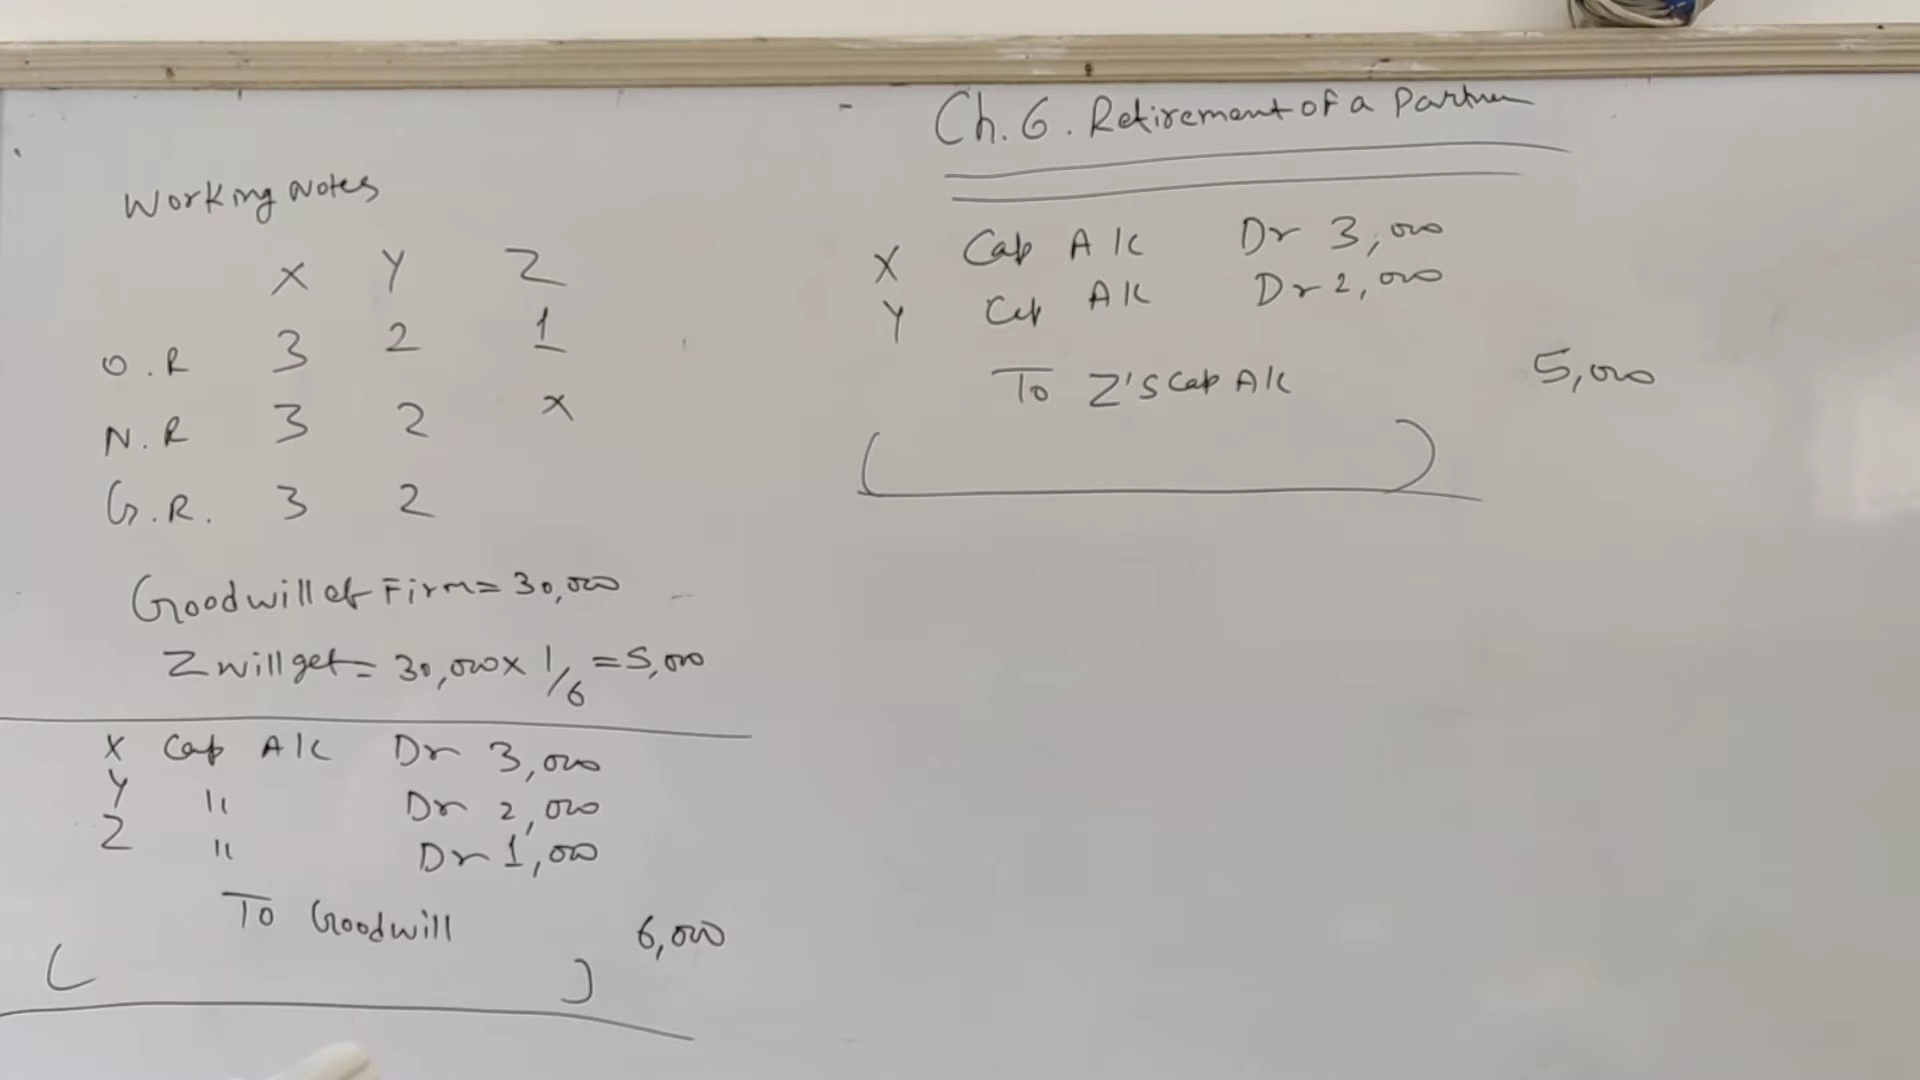 Ch. 6. Retirement of a Partner
Working Notes
X Y Z
O.R 3 2 1
N.R 3 2 x
G.R. 3 2
Goodwill of Firm = 30,000
Z will get = 30,000 x 1/6 = 5,000
X Cap A/c Dr 3,000
Y " Dr 2,000
Z " Dr 1,000
To Goodwill 6,000
( )
X Cap A/c Dr 3,000
Y Cap A/c Dr 2,000
To Z's Cap A/c 5,000
( )